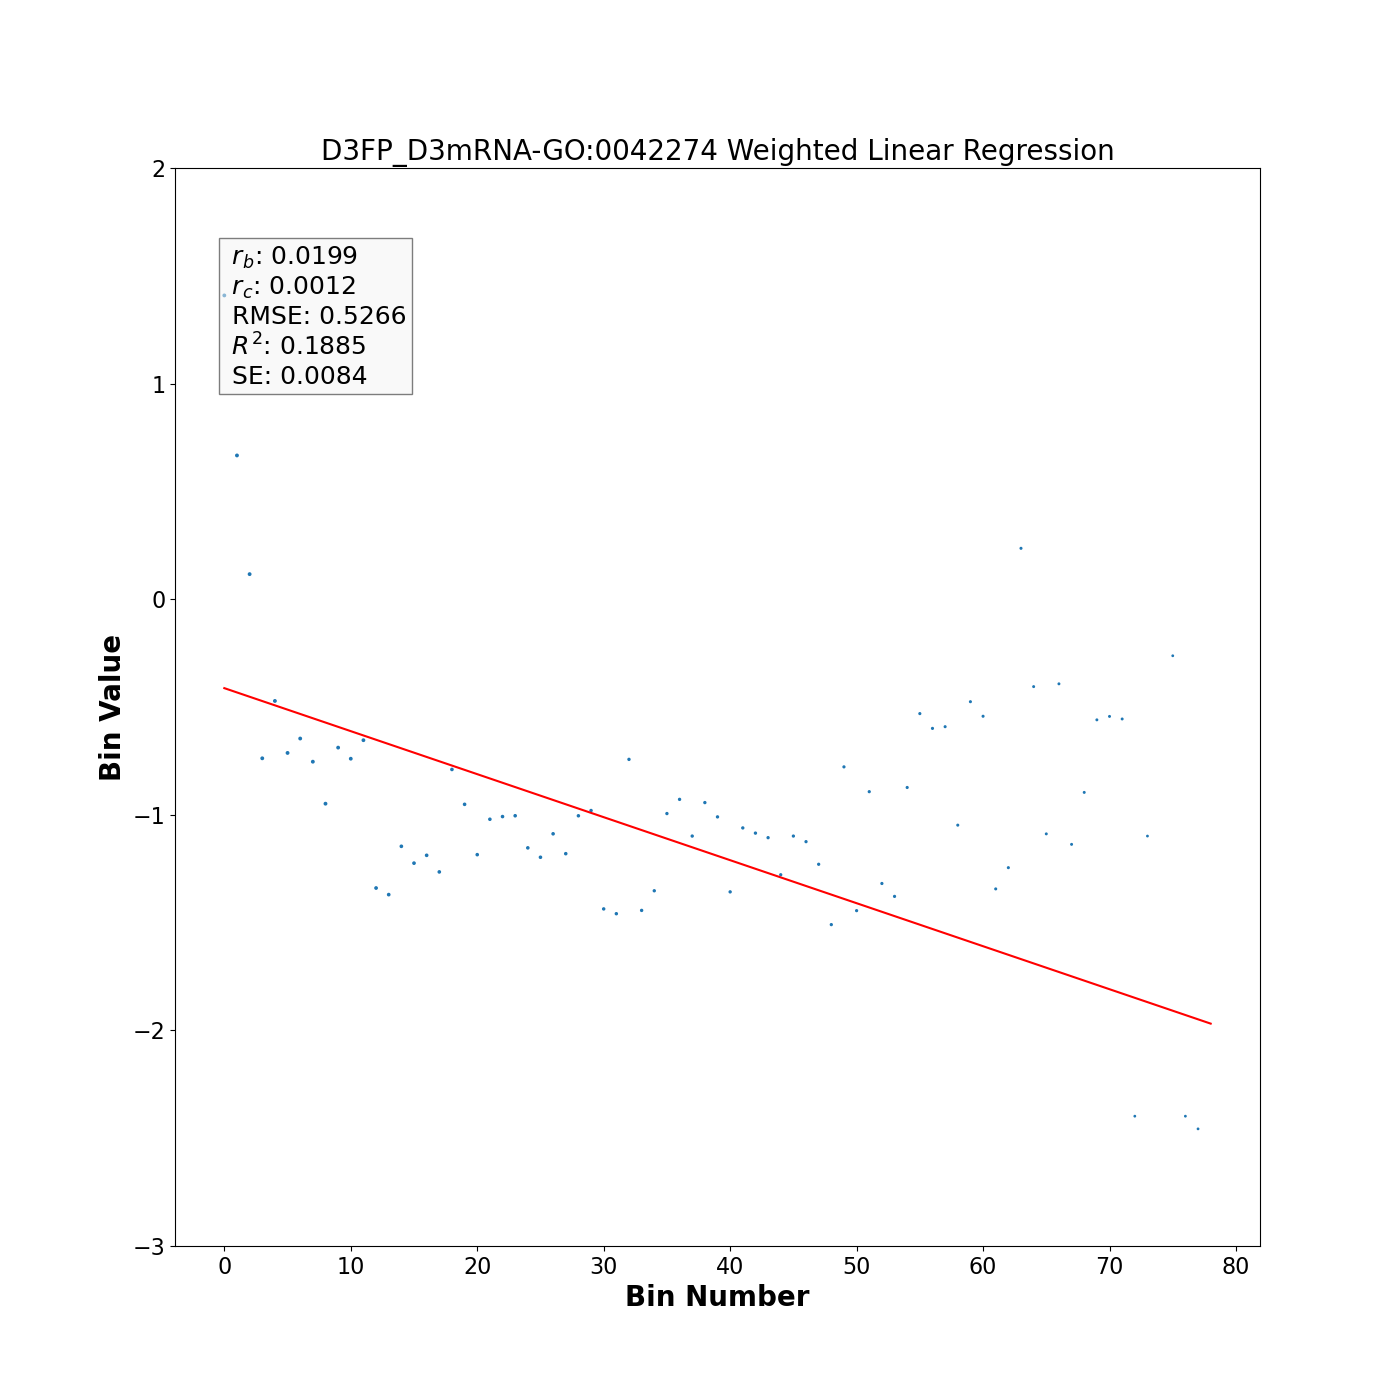 D3FP_D3mRNA-GO:0042274 Weighted Linear Regression
2
1
0
−1
−2
−3
r_b: 0.0199
r_c: 0.0012
RMSE: 0.5266
R²: 0.1885
SE: 0.0084
Bin Value
0 10 20 30 40 50 60 70 80
Bin Number